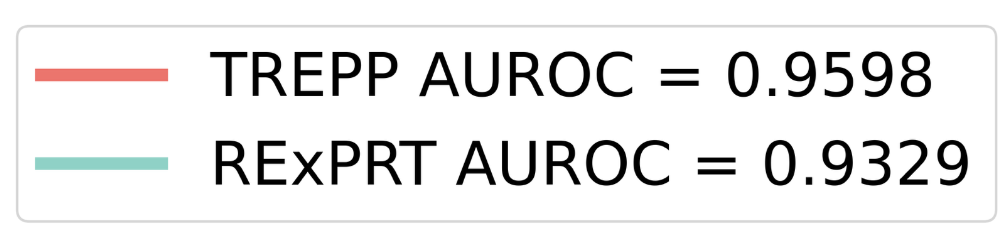 TREPP AUROC = 0.9598
RExPRT AUROC = 0.9329